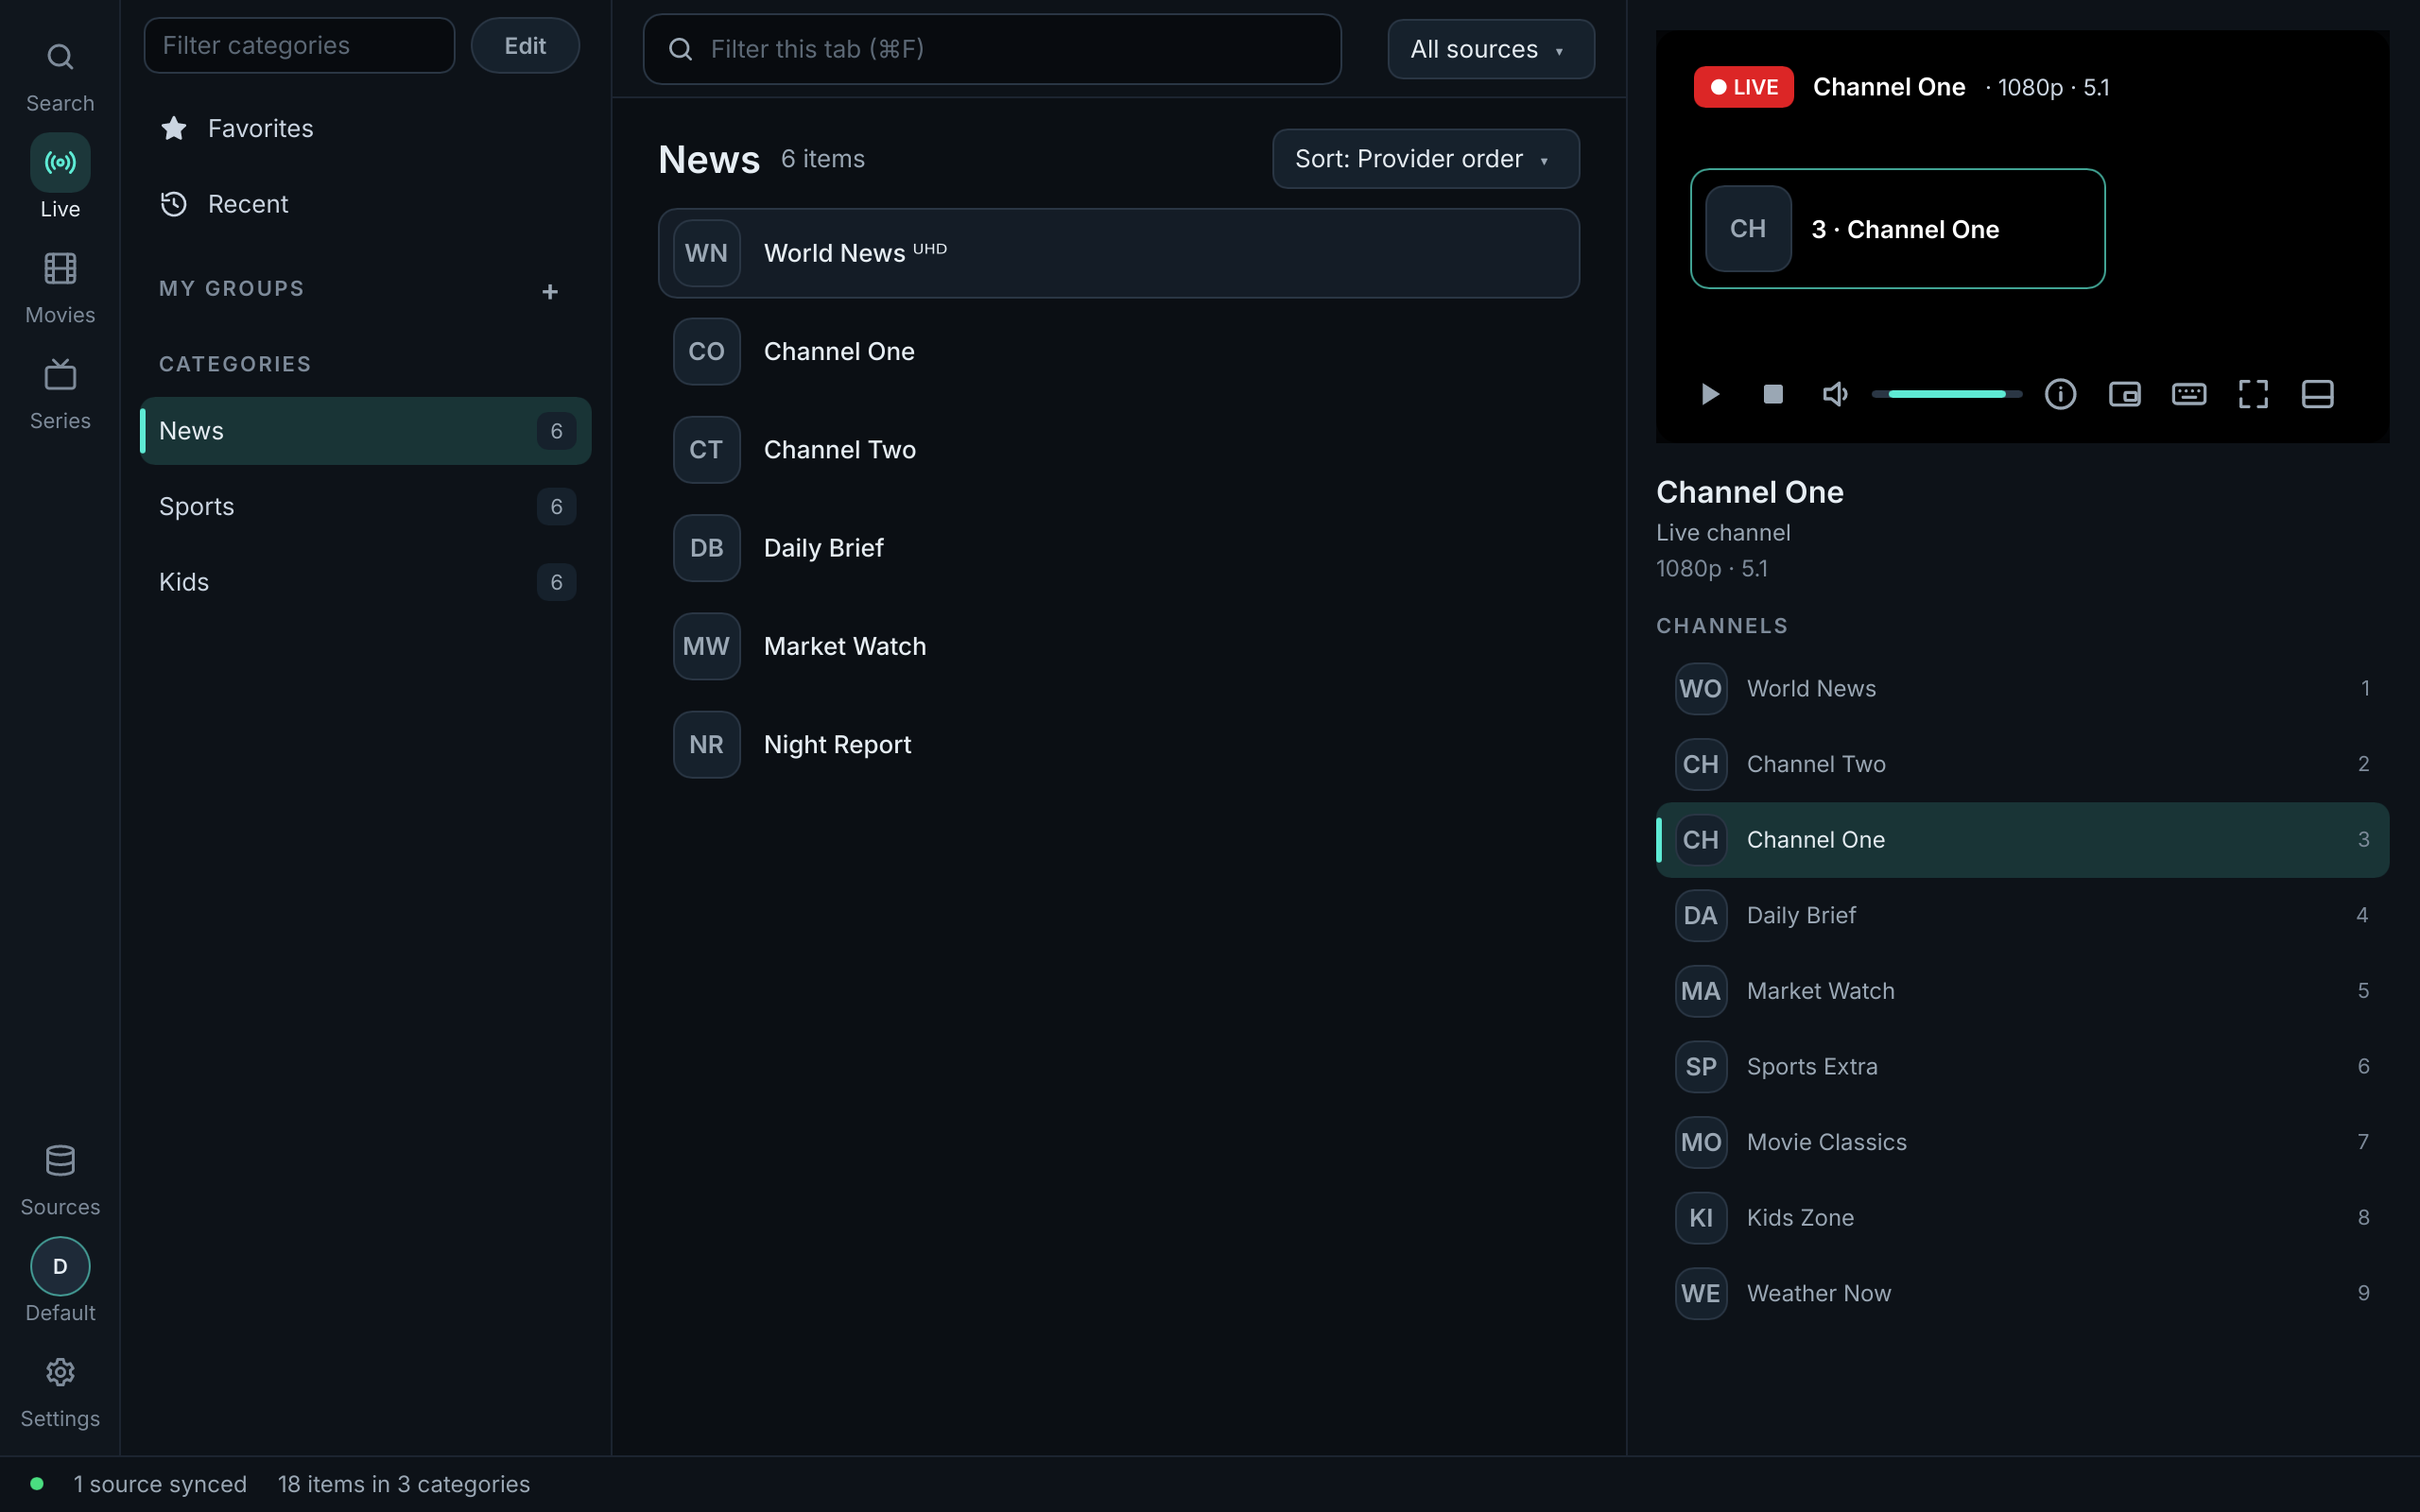 Search
Live
Movies
Series
Sources
D
Default
Settings
Filter categories
Edit
Favorites
Recent
MY GROUPS +
CATEGORIES
News 6
Sports 6
Kids 6
Filter this tab (⌘F)
All sources
News 6 items
Sort: Provider order
WN World News ᵁᴴᴰ
CO Channel One
CT Channel Two
DB Daily Brief
MW Market Watch
NR Night Report
LIVE Channel One · 1080p · 5.1
CH 3 · Channel One
Channel One
Live channel
1080p · 5.1
CHANNELS
WO World News 1
CH Channel Two 2
CH Channel One 3
DA Daily Brief 4
MA Market Watch 5
SP Sports Extra 6
MO Movie Classics 7
KI Kids Zone 8
WE Weather Now 9
1 source synced 18 items in 3 categories